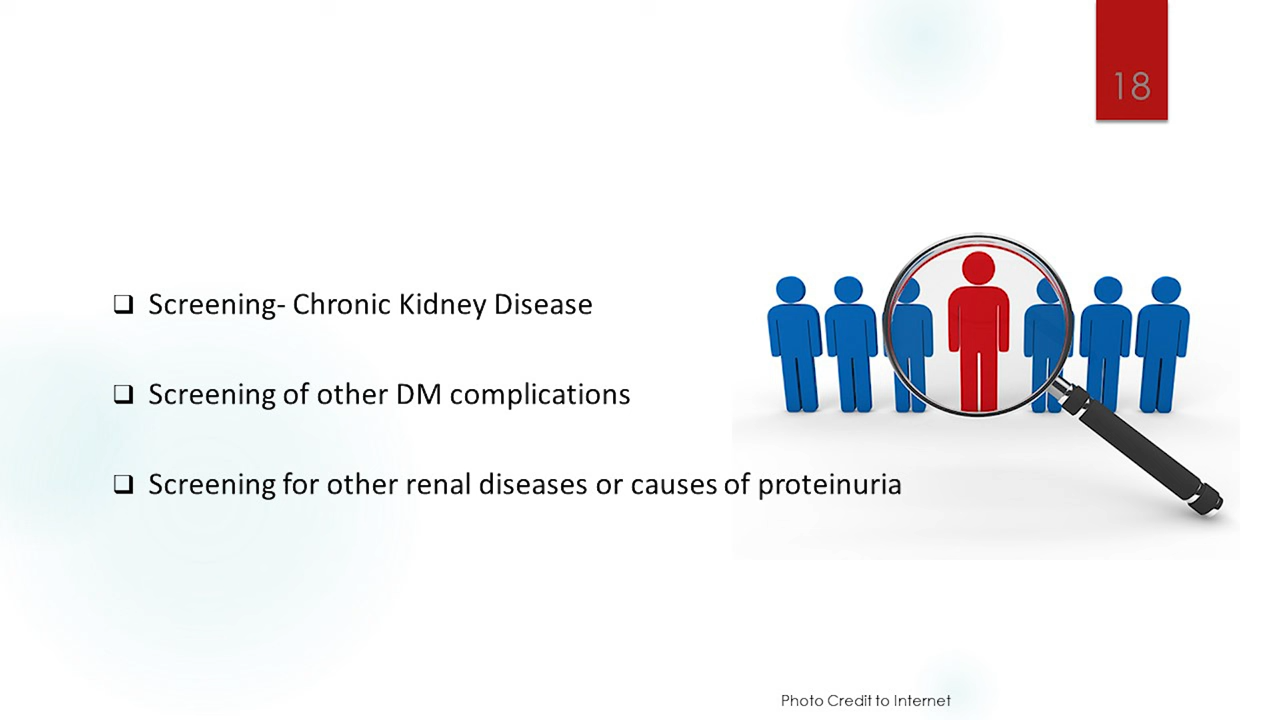 18
Screening- Chronic Kidney Disease
Screening of other DM complications
Screening for other renal diseases or causes of proteinuria
Photo Credit to Internet